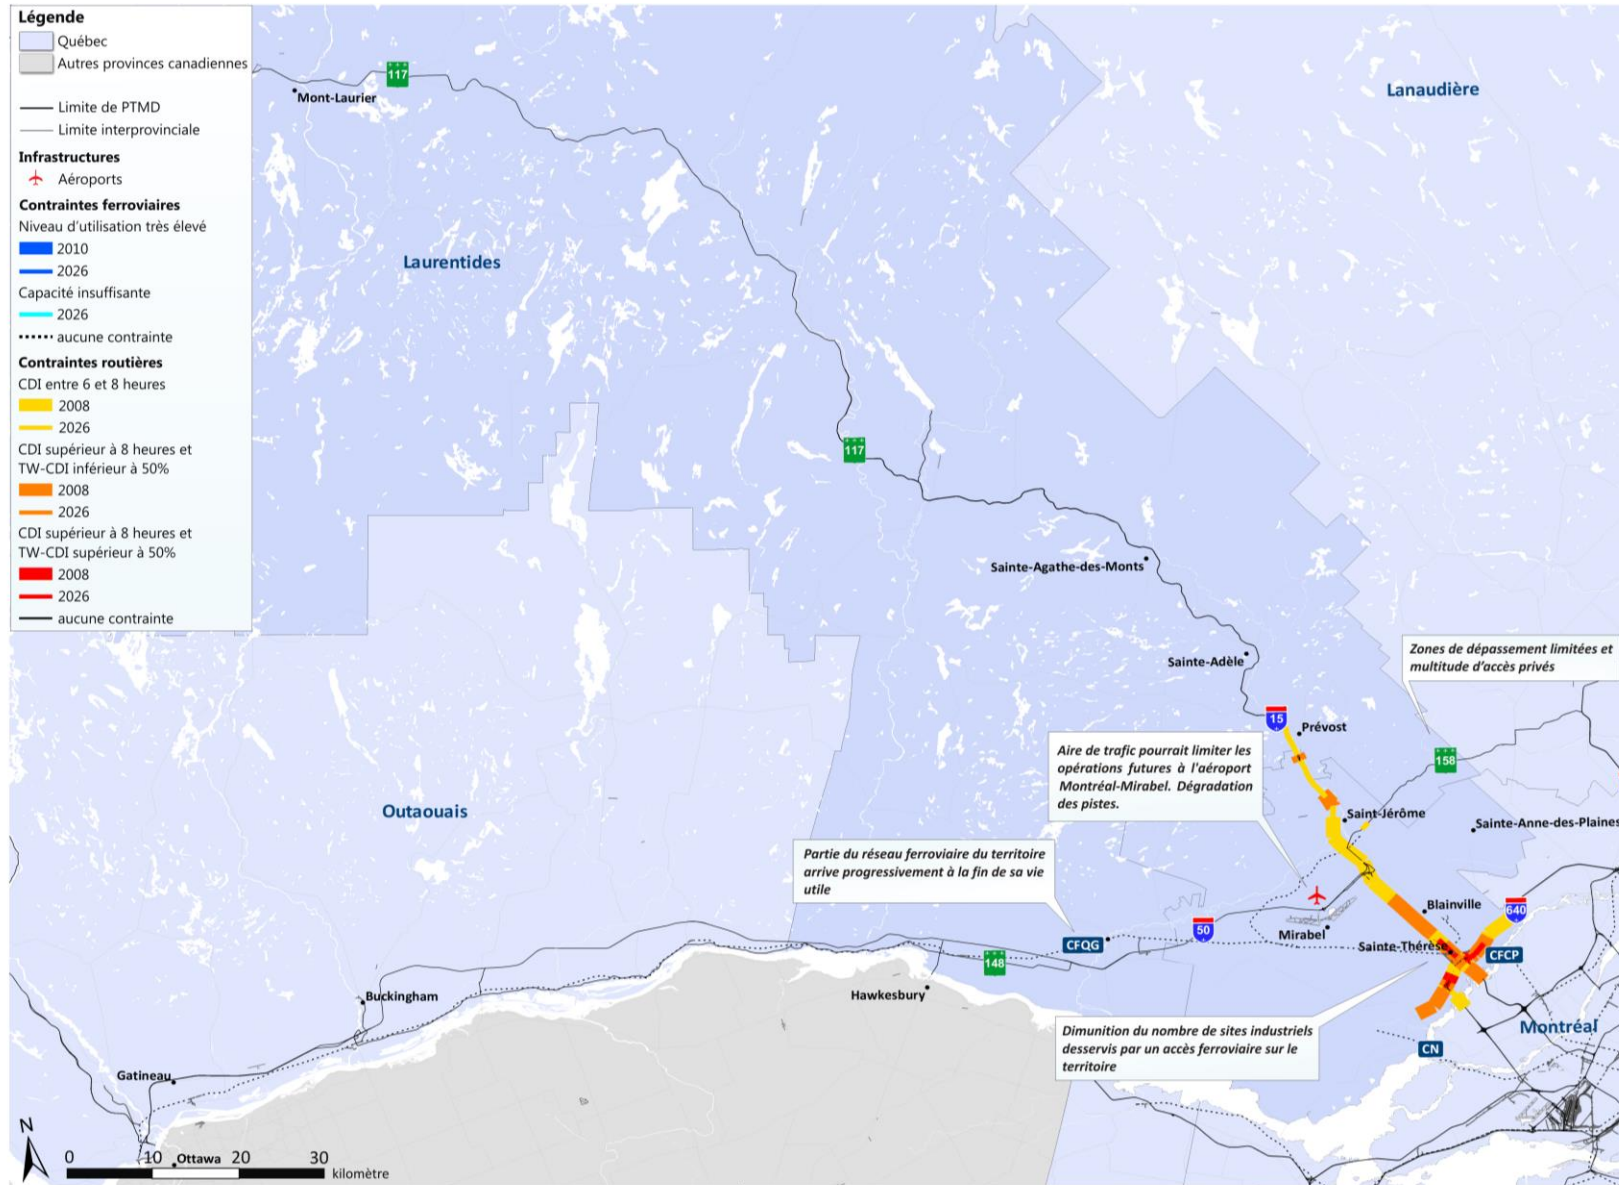 Légende
Québec
Autres provinces canadiennes
Limite de PTMD
Limite interprovinciale
Infrastructures
Aéroports
Contraintes ferroviaires
Niveau d'utilisation très élevé
2010
2026
Capacité insuffisante
2026
aucune contrainte
Contraintes routières
CDI entre 6 et 8 heures
2008
2026
CDI supérieur à 8 heures et
TW-CDI inférieur à 50%
2008
2026
CDI supérieur à 8 heures et
TW-CDI supérieur à 50%
2008
2026
aucune contrainte
117
Mont-Laurier
Lanaudière
Laurentides
117
Sainte-Agathe-des-Monts
Sainte-Adèle
Zones de dépassement limitées et
multitude d'accès privés
15
Prévost
158
Aire de trafic pourrait limiter les
opérations futures à l'aéroport
Montréal-Mirabel. Dégradation
des pistes.
Outaouais
Saint-Jérôme
Sainte-Anne-des-Plaines
Partie du réseau ferroviaire du territoire
arrive progressivement à la fin de sa vie
utile
Blainville
640
50
Mirabel
CFQG
Sainte-Thérèse
CFCP
148
Hawkesbury
Buckingham
Dimunition du nombre de sites industriels
desservis par un accès ferroviaire sur le
territoire
Montréal
CN
Gatineau
Ottawa
N
0 10 20 30
kilomètre